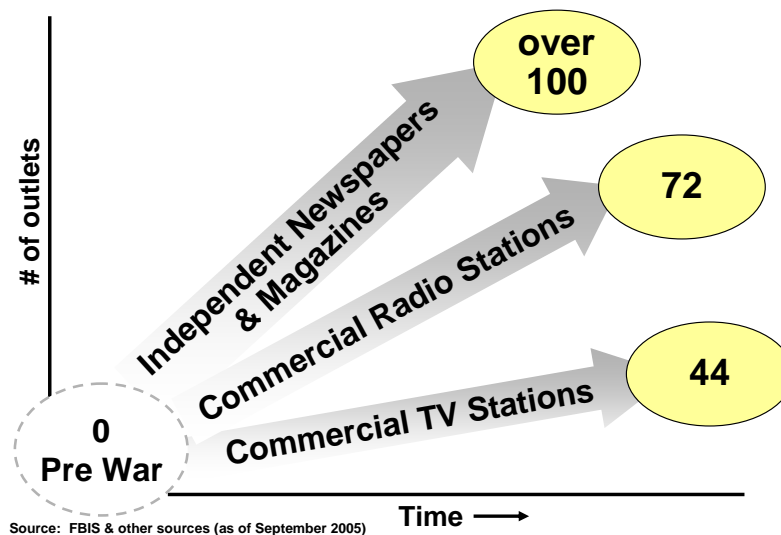 over
100
# of outlets
Independent Newspapers
& Magazines
72
Commercial Radio Stations
44
Commercial TV Stations
0
Pre War
Time
Source: FBIS & other sources (as of September 2005)